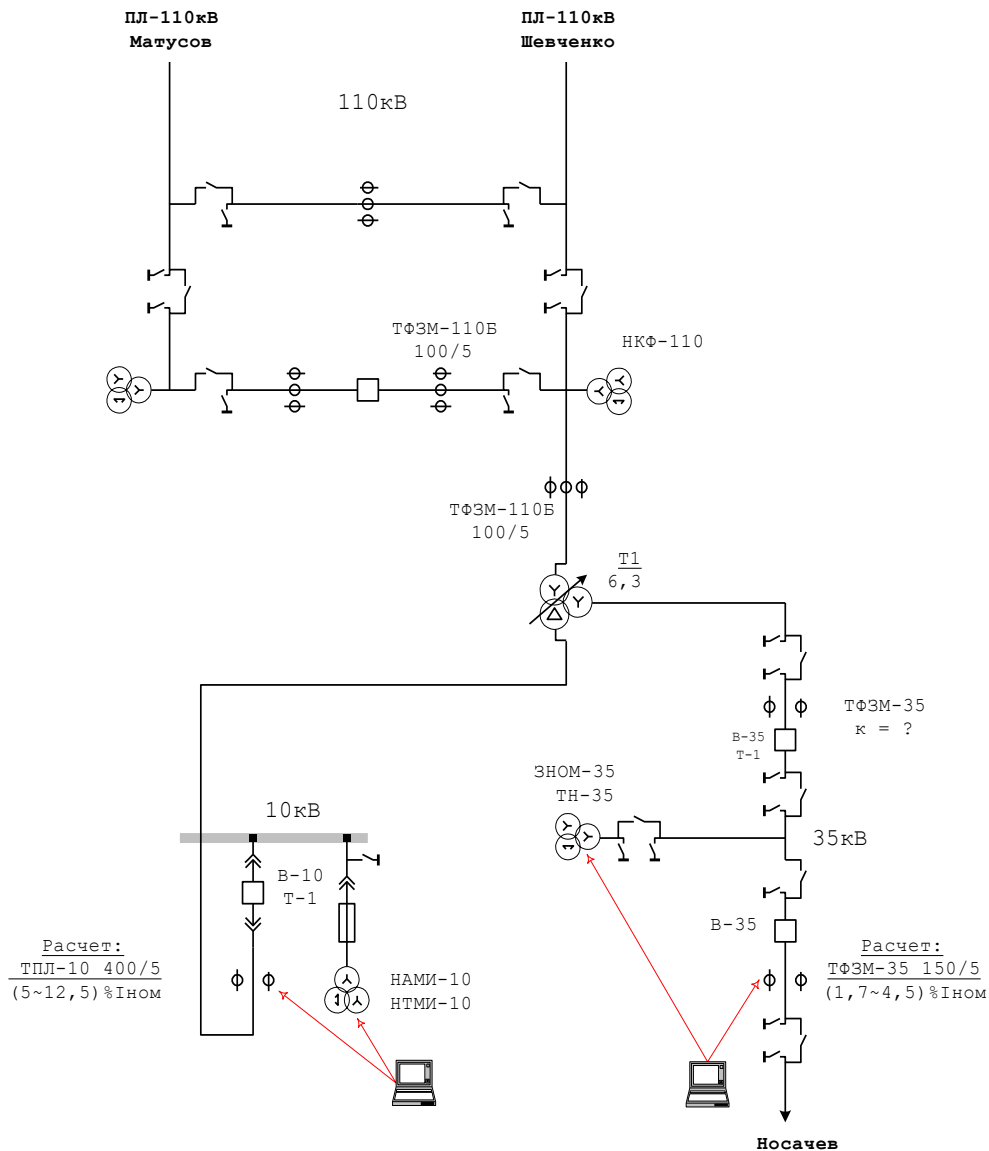 ПЛ-110кВ
Матусов
ПЛ-110кВ
Шевченко
110кВ
ТФЗМ-110Б
100/5
НКФ-110
ТФЗМ-110Б
100/5
Т1
6,3
ТФЗМ-35
к = ?
В-35
Т-1
ЗНОМ-35
ТН-35
10кВ
35кВ
В-10
Т-1
В-35
Расчет:
ТПЛ-10 400/5
(5~12,5)%Iном
НАМИ-10
НТМИ-10
Расчет:
ТФЗМ-35 150/5
(1,7~4,5)%Iном
Носачев